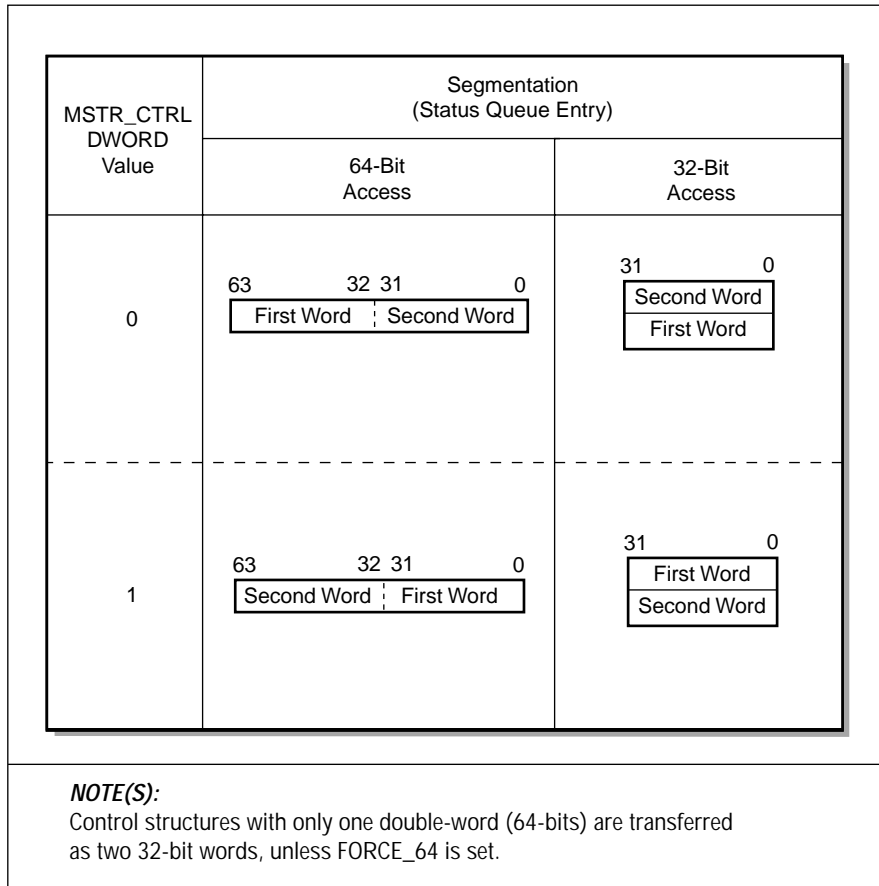 MSTR_CTRL
DWORD
Value
Segmentation
(Status Queue Entry)
64-Bit
Access
32-Bit
Access
0
63 32 31 0
First Word Second Word
31 0
Second Word
First Word
1
63 32 31 0
Second Word First Word
31 0
First Word
Second Word
NOTE(S):
Control structures with only one double-word (64-bits) are transferred
as two 32-bit words, unless FORCE_64 is set.